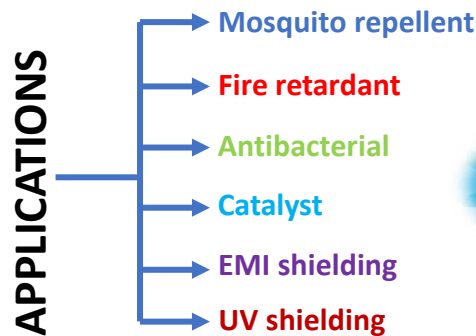 APPLICATIONS
Mosquito repellent
Fire retardant
Antibacterial
Catalyst
EMI shielding
UV shielding